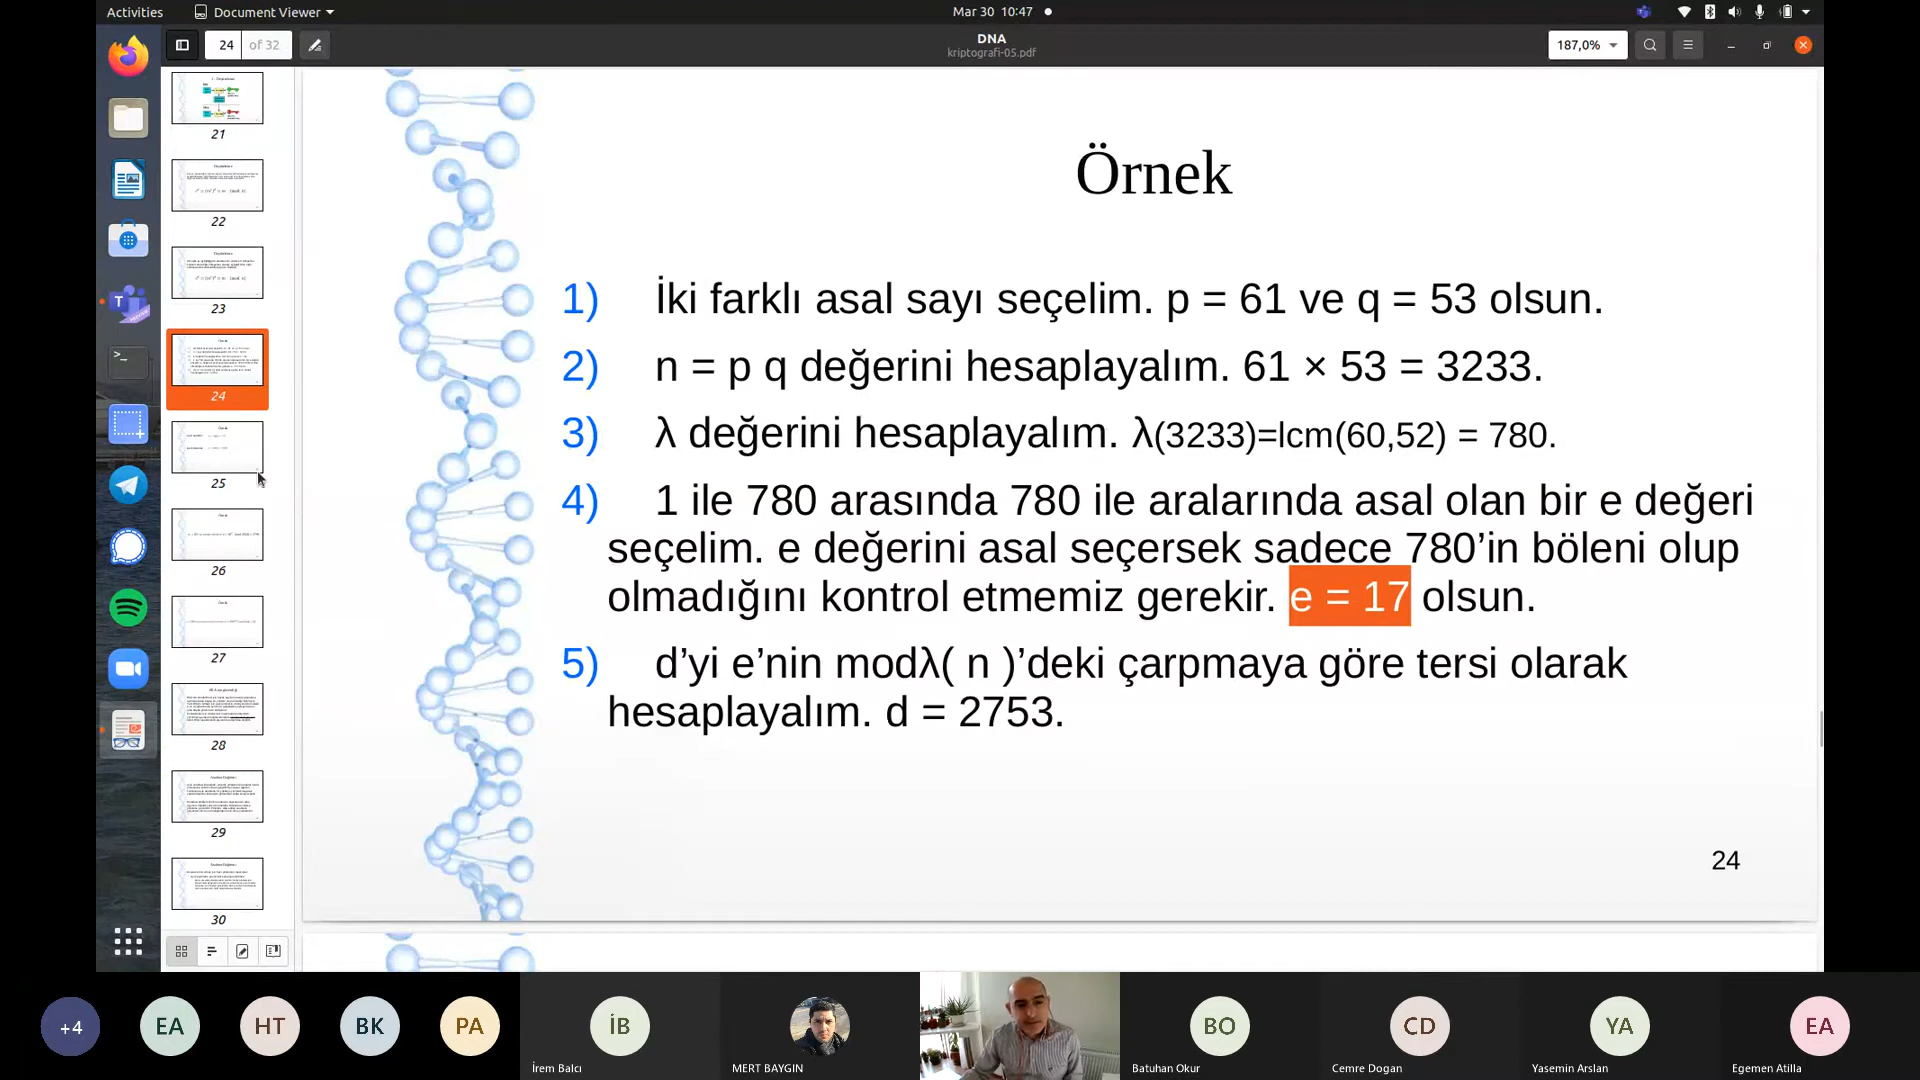 Activities
Document Viewer
Mar 30 10:47
24
of 32
DNA
kriptografi-05.pdf
187,0%
21
22
23
24
25
26
27
28
29
30
Örnek
1) İki farklı asal sayı seçelim. p = 61 ve q = 53 olsun.
2) n = p q değerini hesaplayalım. 61 × 53 = 3233.
3) λ değerini hesaplayalım. λ(3233)=lcm(60,52) = 780.
4) 1 ile 780 arasında 780 ile aralarında asal olan bir e değeri
seçelim. e değerini asal seçersek sadece 780’in böleni olup
olmadığını kontrol etmemiz gerekir. e = 17 olsun.
5) d’yi e’nin modλ( n )’deki çarpmaya göre tersi olarak
hesaplayalım. d = 2753.
24
+4
EA
HT
BK
PA
İB
İrem Balcı
MERT BAYGIN
BO
Batuhan Okur
CD
Cemre Dogan
YA
Yasemin Arslan
EA
Egemen Atilla